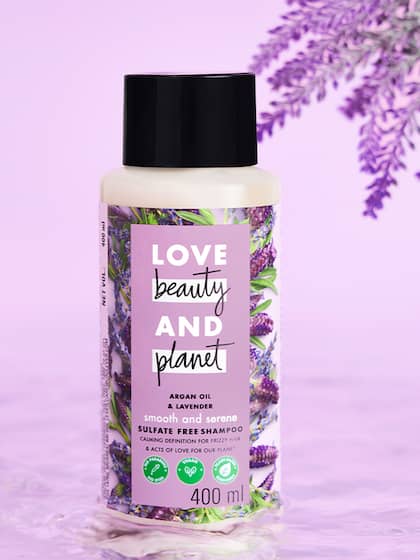 LOVE
beauty
AND
planet
ARGAN OIL
& LAVENDER
smooth and serene
SULFATE FREE SHAMPOO
CALMING DEFINITION FOR FRIZZY HAIR
& ACTS OF LOVE FOR OUR PLANET
VEGAN
400 ml
NET VOL. 400 ml